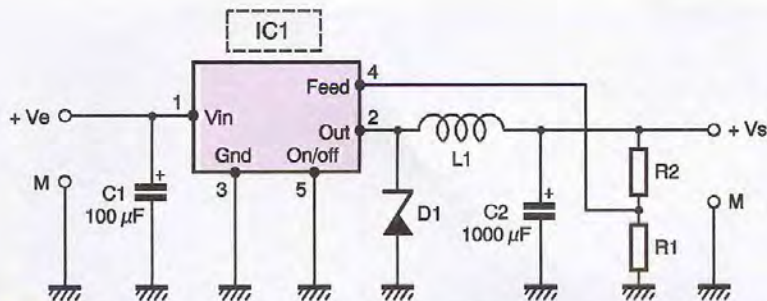 IC1
4
Feed
1
+ Ve
Vin
2
+ Vs
Out
L1
Gnd
On/off
R2
M
C1
+
100 µF
3
5
D1
+
C2
1000 µF
M
R1